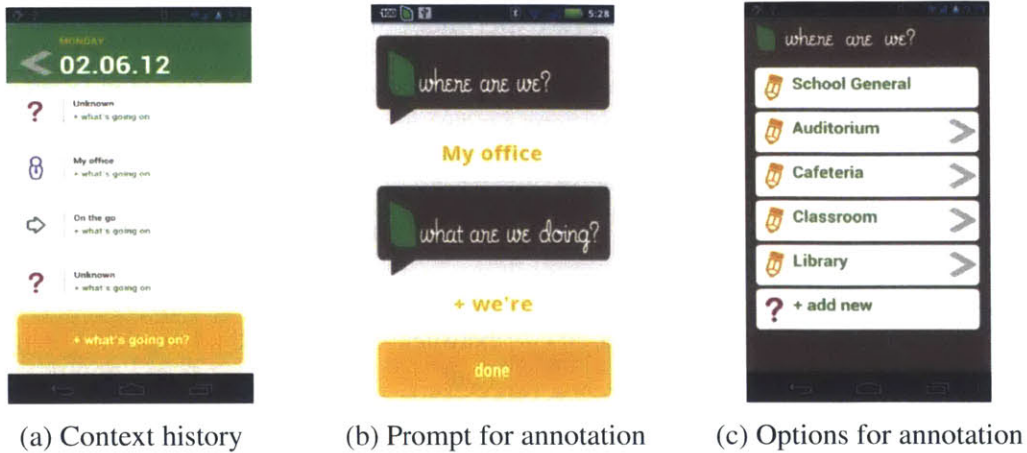 MONDAY
02.06.12
Unknown
+ what's going on
My office
+ what's going on
On the go
+ what's going on
Unknown
+ what's going on
+ what's going on?
(a) Context history
5:28
where are we?
My office
what are we doing?
+ we're
done
(b) Prompt for annotation
where are we?
School General
Auditorium
Cafeteria
Classroom
Library
+ add new
(c) Options for annotation